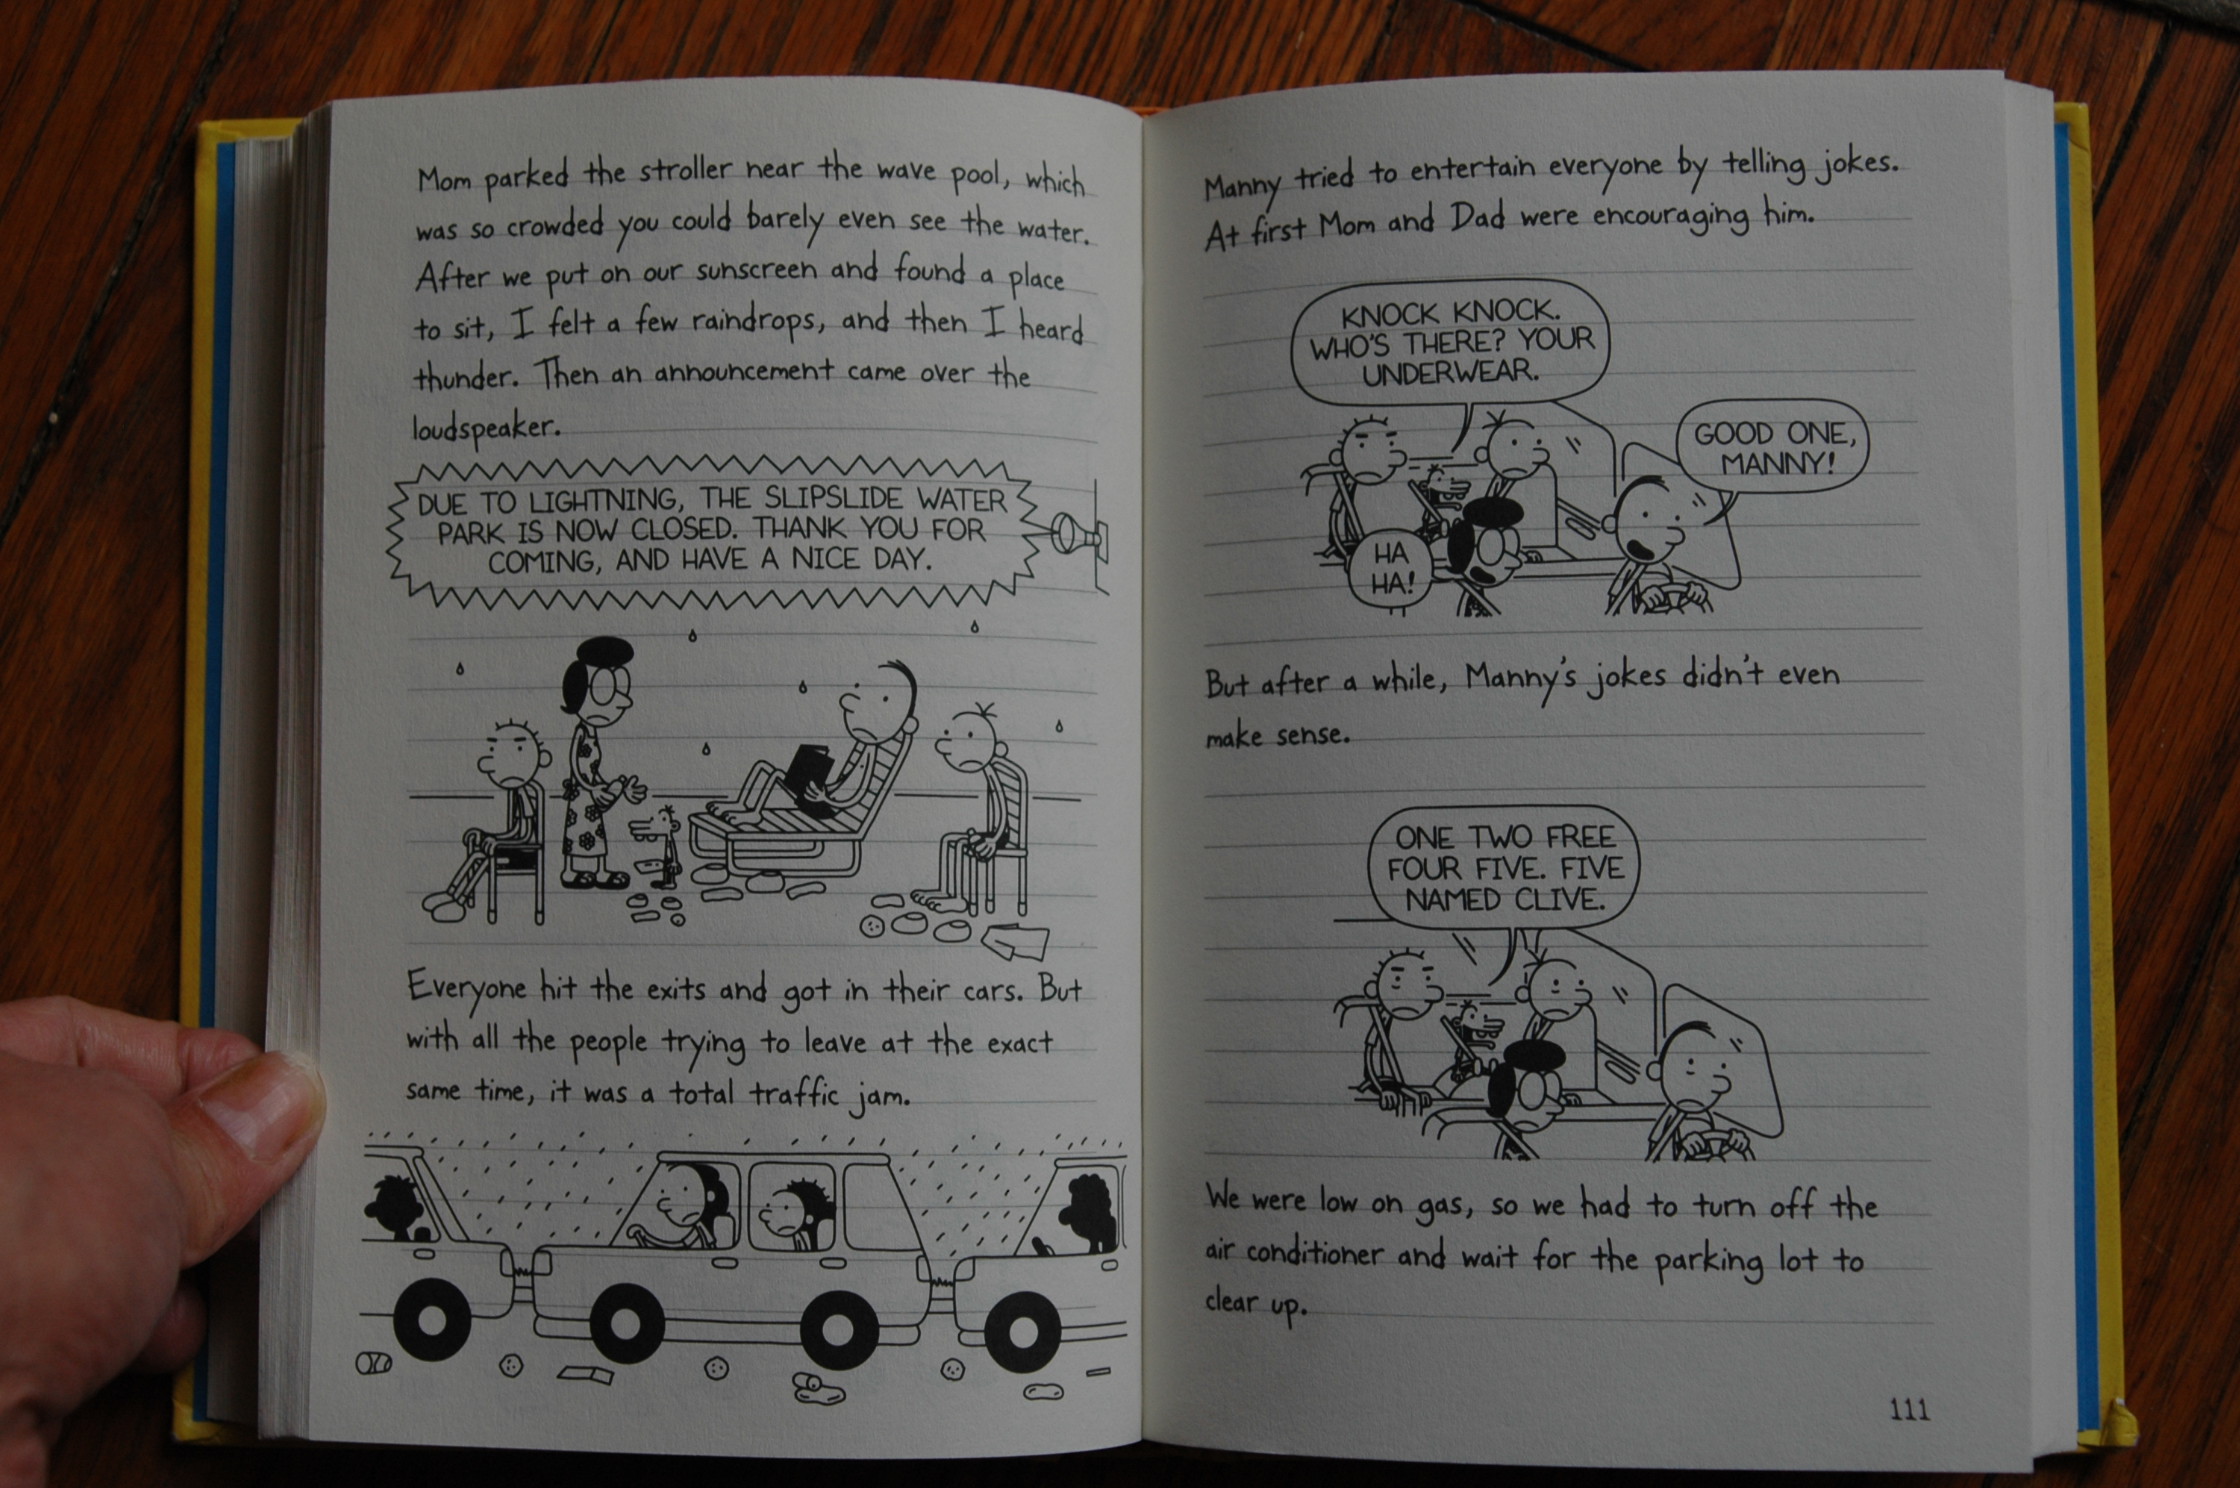 Mom parked the stroller near the wave pool, which
was so crowded you could barely even see the water.
After we put on our sunscreen and found a place
to sit, I felt a few raindrops, and then I heard
thunder. Then an announcement came over the
loudspeaker.
DUE TO LIGHTNING, THE SLIPSLIDE WATER
PARK IS NOW CLOSED. THANK YOU FOR
COMING, AND HAVE A NICE DAY.
Everyone hit the exits and got in their cars. But
with all the people trying to leave at the exact
same time, it was a total traffic jam.
Manny tried to entertain everyone by telling jokes.
At first Mom and Dad were encouraging him.
KNOCK KNOCK.
WHO'S THERE? YOUR
UNDERWEAR.
GOOD ONE,
MANNY!
HA
HA!
But after a while, Manny's jokes didn't even
make sense.
ONE TWO FREE
FOUR FIVE. FIVE
NAMED CLIVE.
We were low on gas, so we had to turn off the
air conditioner and wait for the parking lot to
clear up.
111